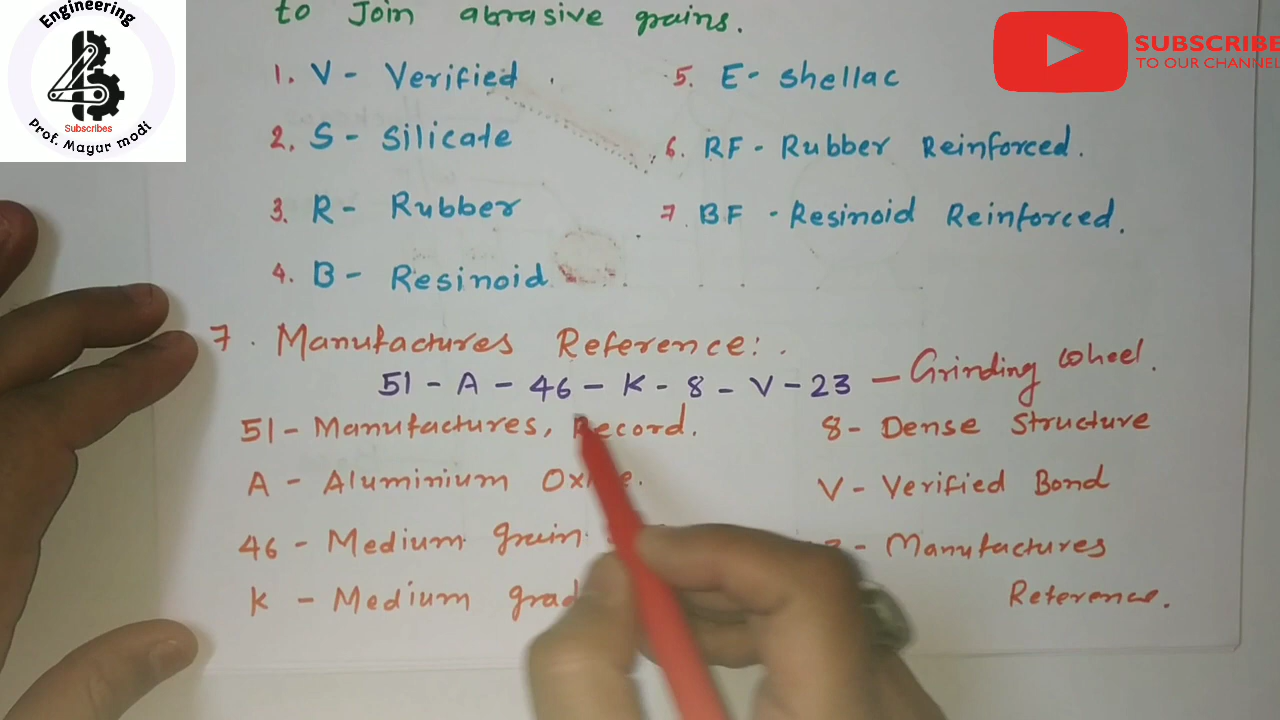 Engineering
Subscribes
Prof. Mayur modi
SUBSCRIBE
TO OUR CHANNEL
to Join abrasive grains.
1. V - Verified
2. S - Silicate
3. R - Rubber
4. B - Resinoid
5. E - shellac
6. RF - Rubber Reinforced.
7 BF - Resinoid Reinforced.
7. Manufactures Reference:.
51 - A - 46 - K - 8 - V - 23 - Grinding wheel.
51 - Manufactures, Record.
A - Aluminium
46 - Medium grain
K - Medium
8 - Dense Structure
V - Verified Bond
- Manufactures
Reterence.